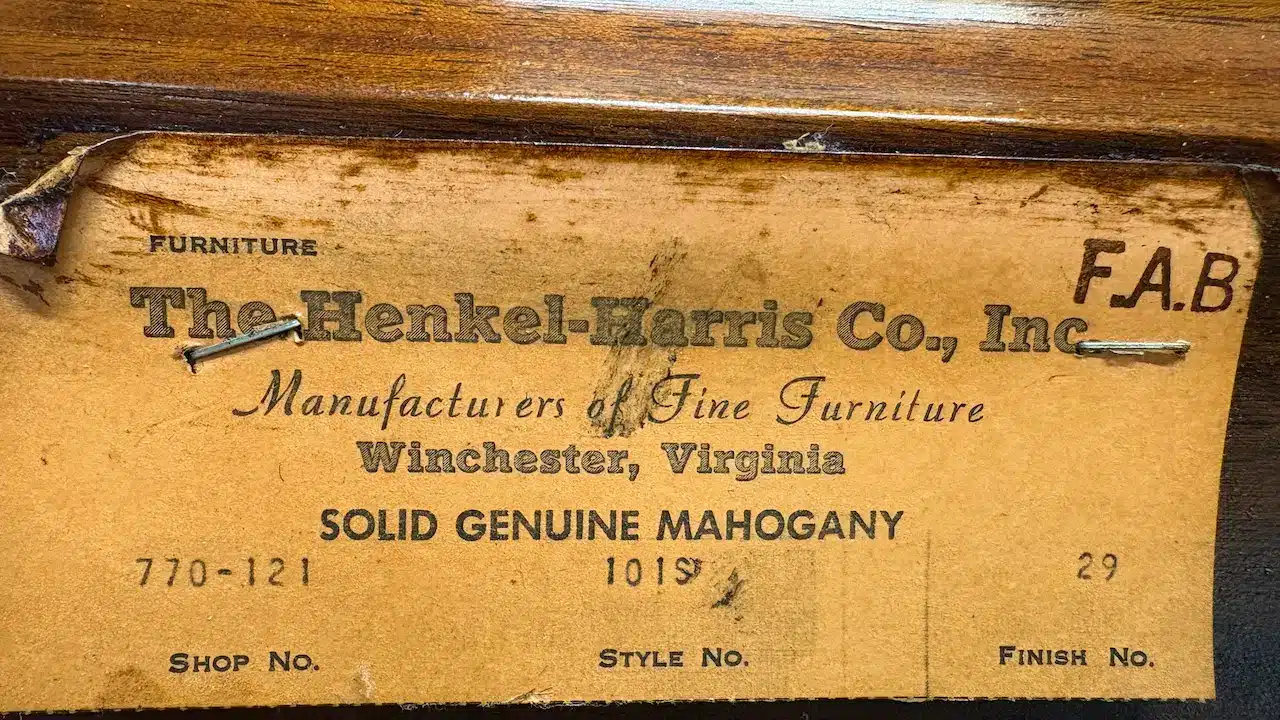 FURNITURE
F.A.B
The Henkel-Harris Co., Inc
Manufacturers of Fine Furniture
Winchester, Virginia
SOLID GENUINE MAHOGANY
770-121 101S 29
SHOP NO. STYLE NO. FINISH NO.